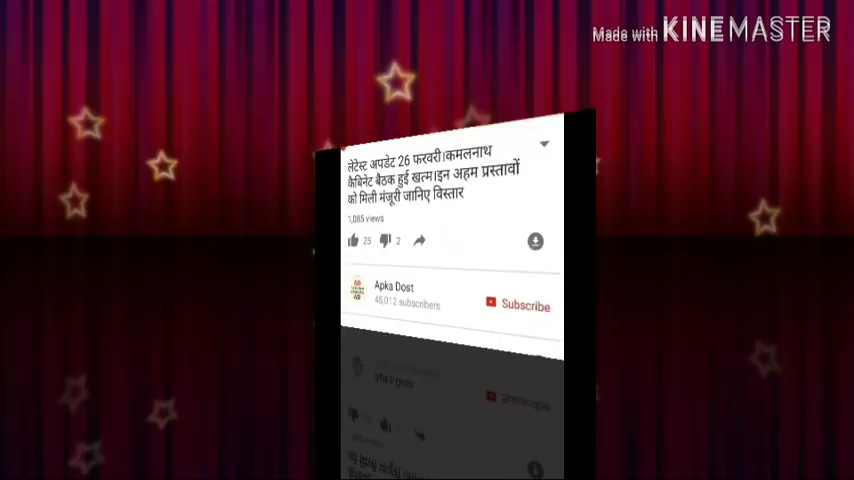 Made with KINEMASTER
लेटेस्ट अपडेट 26 फरवरी।कमलनाथ
कैबिनेट बैठक हुई खत्म।इन अहम प्रस्तावों
को मिली मंजूरी जानिए विस्तार
1,085 views
25 2
Apka Dost
45,012 subscribers
Subscribe